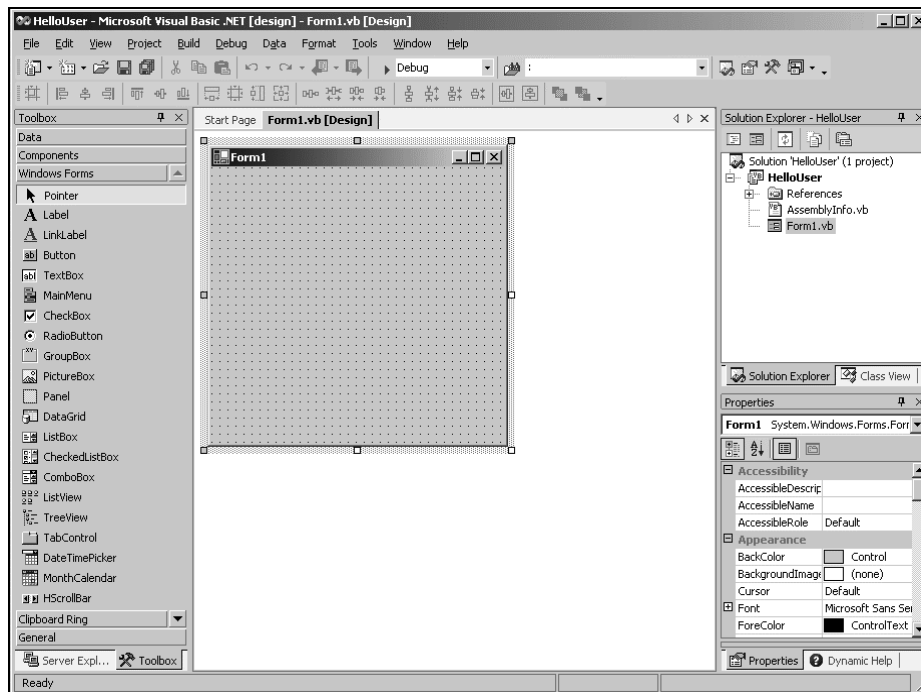 HelloUser - Microsoft Visual Basic .NET [design] - Form1.vb [Design]
File Edit View Project Build Debug Data Format Tools Window Help
Debug
Toolbox
Data
Components
Windows Forms
Pointer
A Label
A LinkLabel
ab Button
abl TextBox
MainMenu
CheckBox
RadioButton
XV GroupBox
PictureBox
Panel
DataGrid
ListBox
CheckedListBox
ComboBox
ListView
TreeView
TabControl
DateTimePicker
MonthCalendar
HScrollBar
Clipboard Ring
General
Server Expl... Toolbox
Start Page Form1.vb [Design]
Form1
Solution Explorer - HelloUser
Solution 'HelloUser' (1 project)
HelloUser
References
AssemblyInfo.vb
Form1.vb
Solution Explorer Class View
Properties
Form1 System.Windows.Forms.Forr
Accessibility
AccessibleDescrip
AccessibleName
AccessibleRole Default
Appearance
BackColor Control
BackgroundImage (none)
Cursor Default
Font Microsoft Sans Ser
ForeColor ControlText
Properties Dynamic Help
Ready